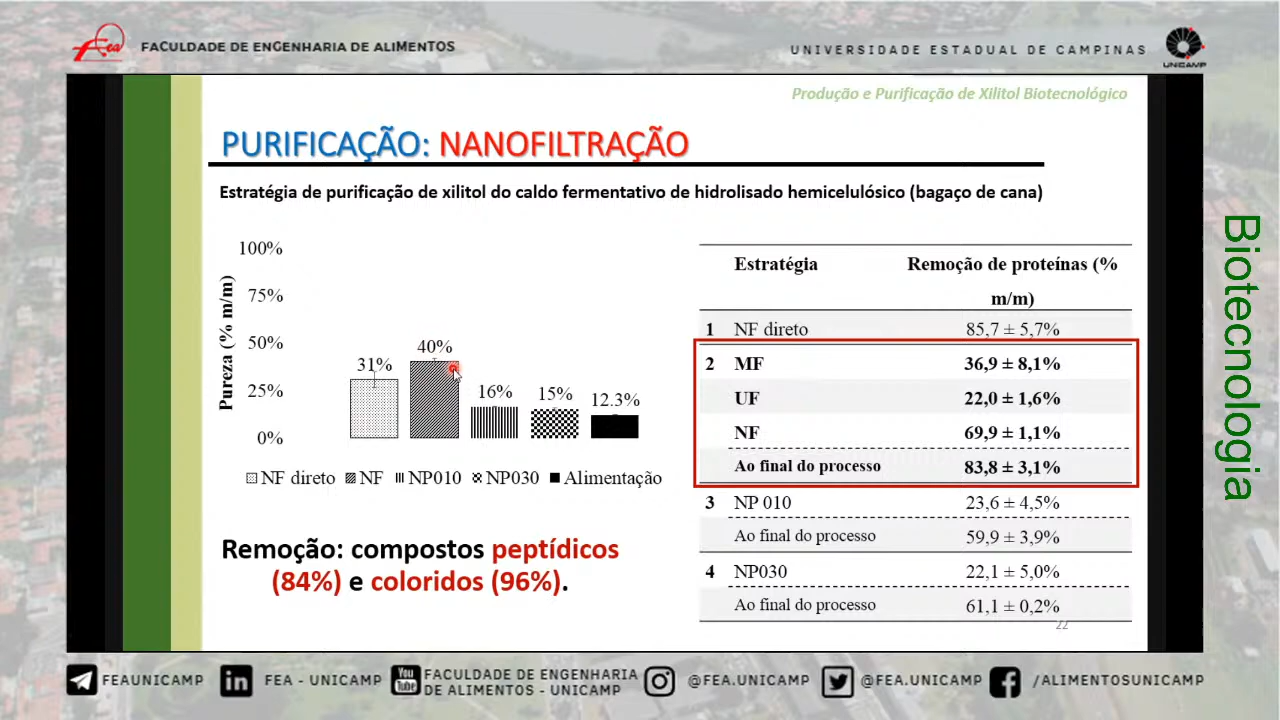 Fea
FACULDADE DE ENGENHARIA DE ALIMENTOS
UNIVERSIDADE ESTADUAL DE CAMPINAS
UNICAMP
Produção e Purificação de Xilitol Biotecnológico
PURIFICAÇÃO: NANOFILTRAÇÃO
Estratégia de purificação de xilitol do caldo fermentativo de hidrolisado hemicelulósico (bagaço de cana)
Pureza (% m/m)
100%
75%
50%
25%
0%
31%
40%
16%
15%
12.3%
NF direto NF NP010 NP030 Alimentação
Remoção: compostos peptídicos
(84%) e coloridos (96%).
Estratégia Remoção de proteínas (%
m/m)
1 NF direto 85,7 ± 5,7%
2 MF 36,9 ± 8,1%
UF 22,0 ± 1,6%
NF 69,9 ± 1,1%
Ao final do processo 83,8 ± 3,1%
3 NP 010 23,6 ± 4,5%
Ao final do processo 59,9 ± 3,9%
4 NP030 22,1 ± 5,0%
Ao final do processo 61,1 ± 0,2%
22
Biotecnologia
FEAUNICAMP
in FEA - UNICAMP
You Tube FACULDADE DE ENGENHARIA
DE ALIMENTOS - UNICAMP
@FEA.UNICAMP
@FEA.UNICAMP
/ALIMENTOSUNICAMP